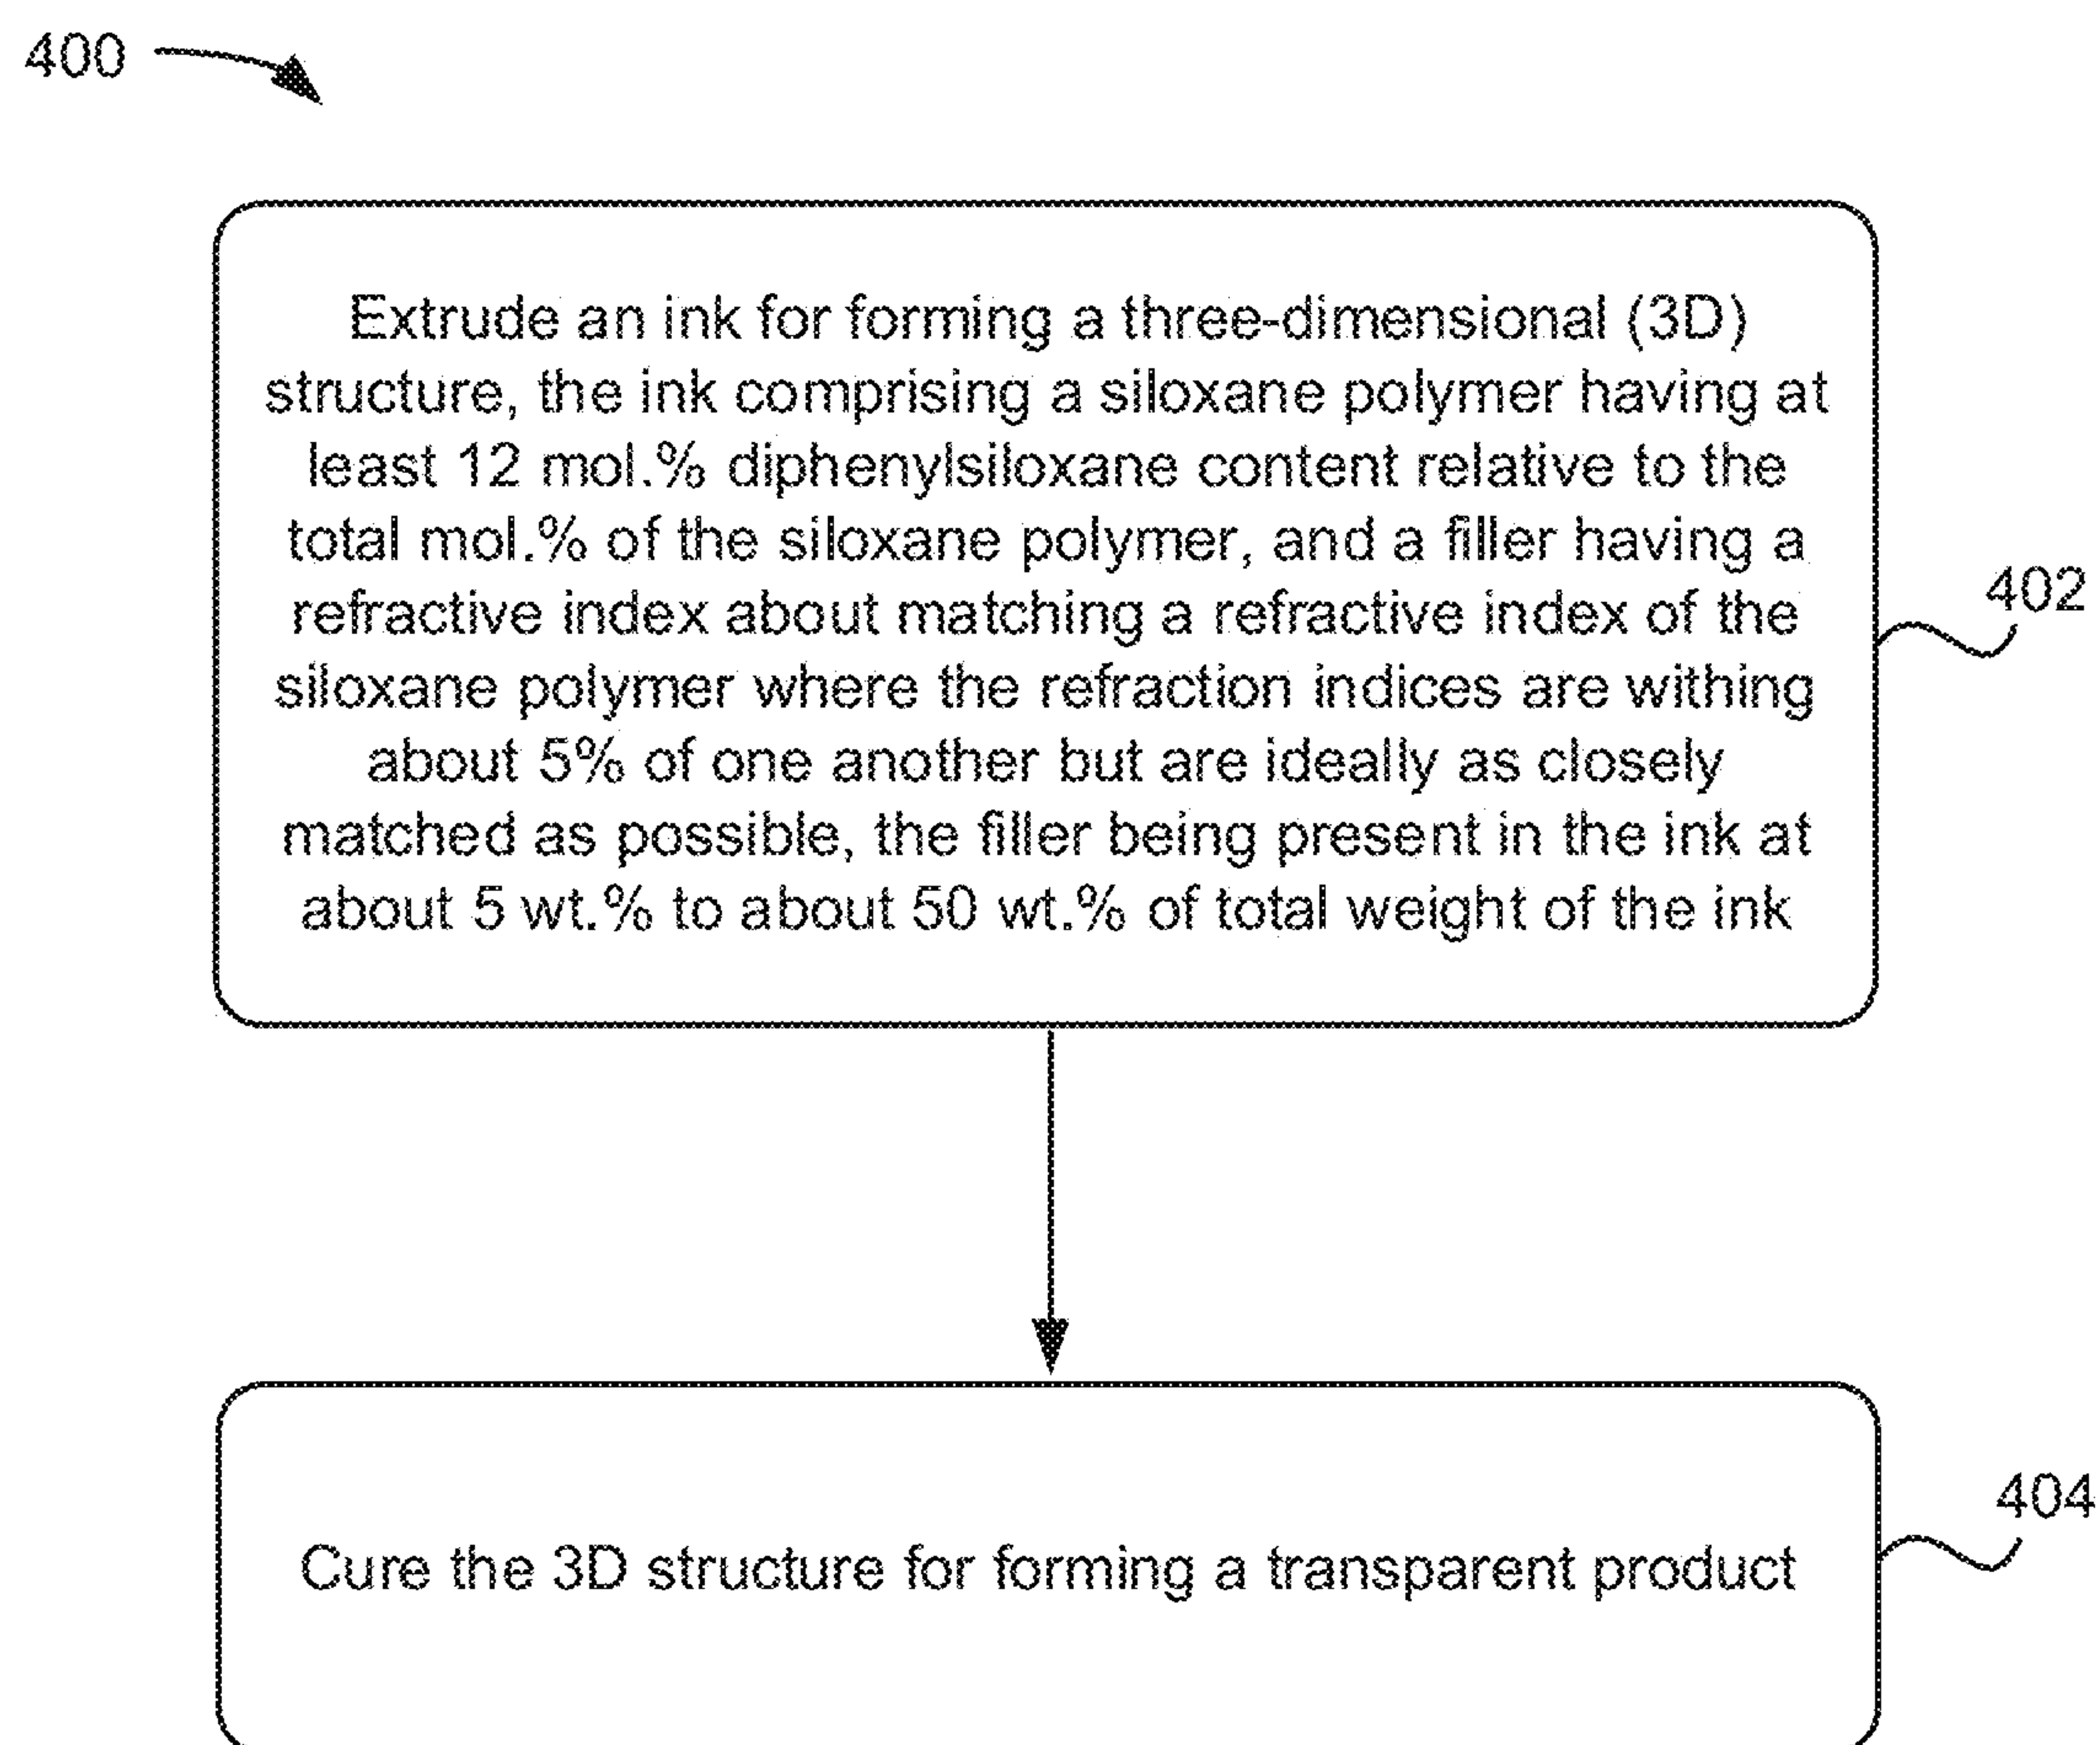 400
Extrude an ink for forming a three-dimensional (3D)
structure, the ink comprising a siloxane polymer having at
least 12 mol.% diphenylsiloxane content relative to the
total mol.% of the siloxane polymer, and a filler having a
refractive index about matching a refractive index of the
siloxane polymer where the refraction indices are withing
about 5% of one another but are ideally as closely
matched as possible, the filler being present in the ink at
about 5 wt.% to about 50 wt.% of total weight of the ink
402
Cure the 3D structure for forming a transparent product
404